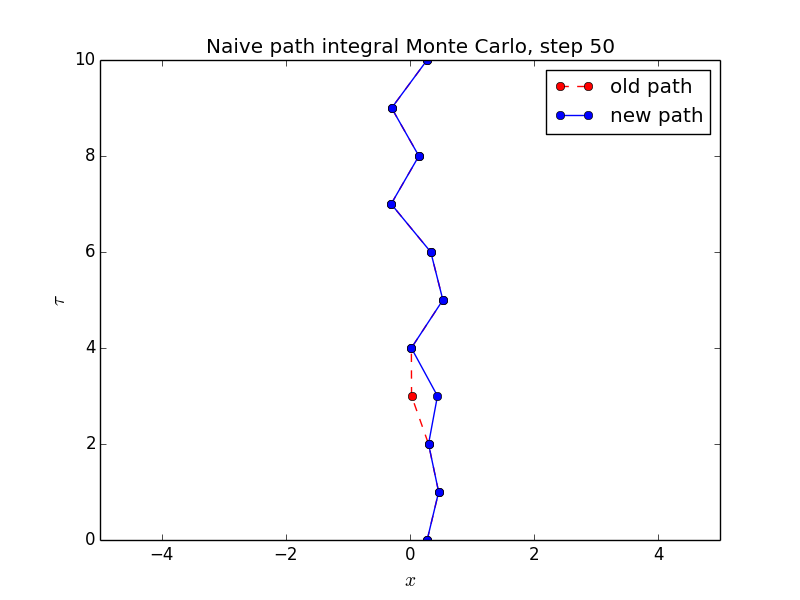 Naive path integral Monte Carlo, step 50
old path
new path
10
8
6
4
2
0
τ
−4 −2 0 2 4
x